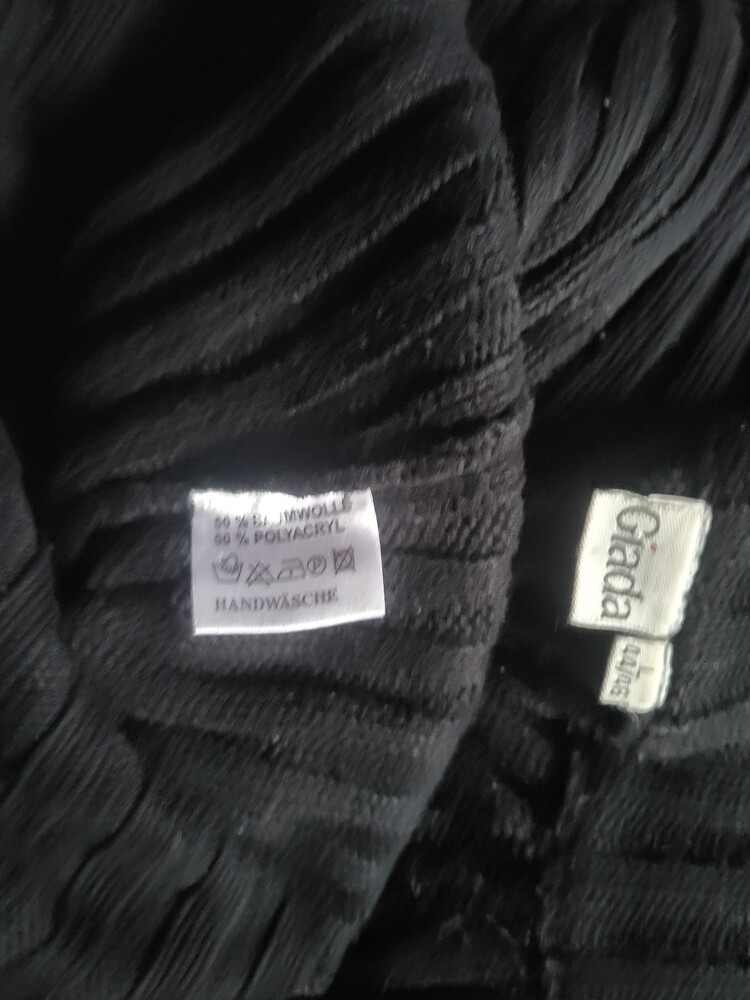 50 % BAUMWOLLE
50 % POLYACRYL
HANDWÄSCHE
Giada
44/46